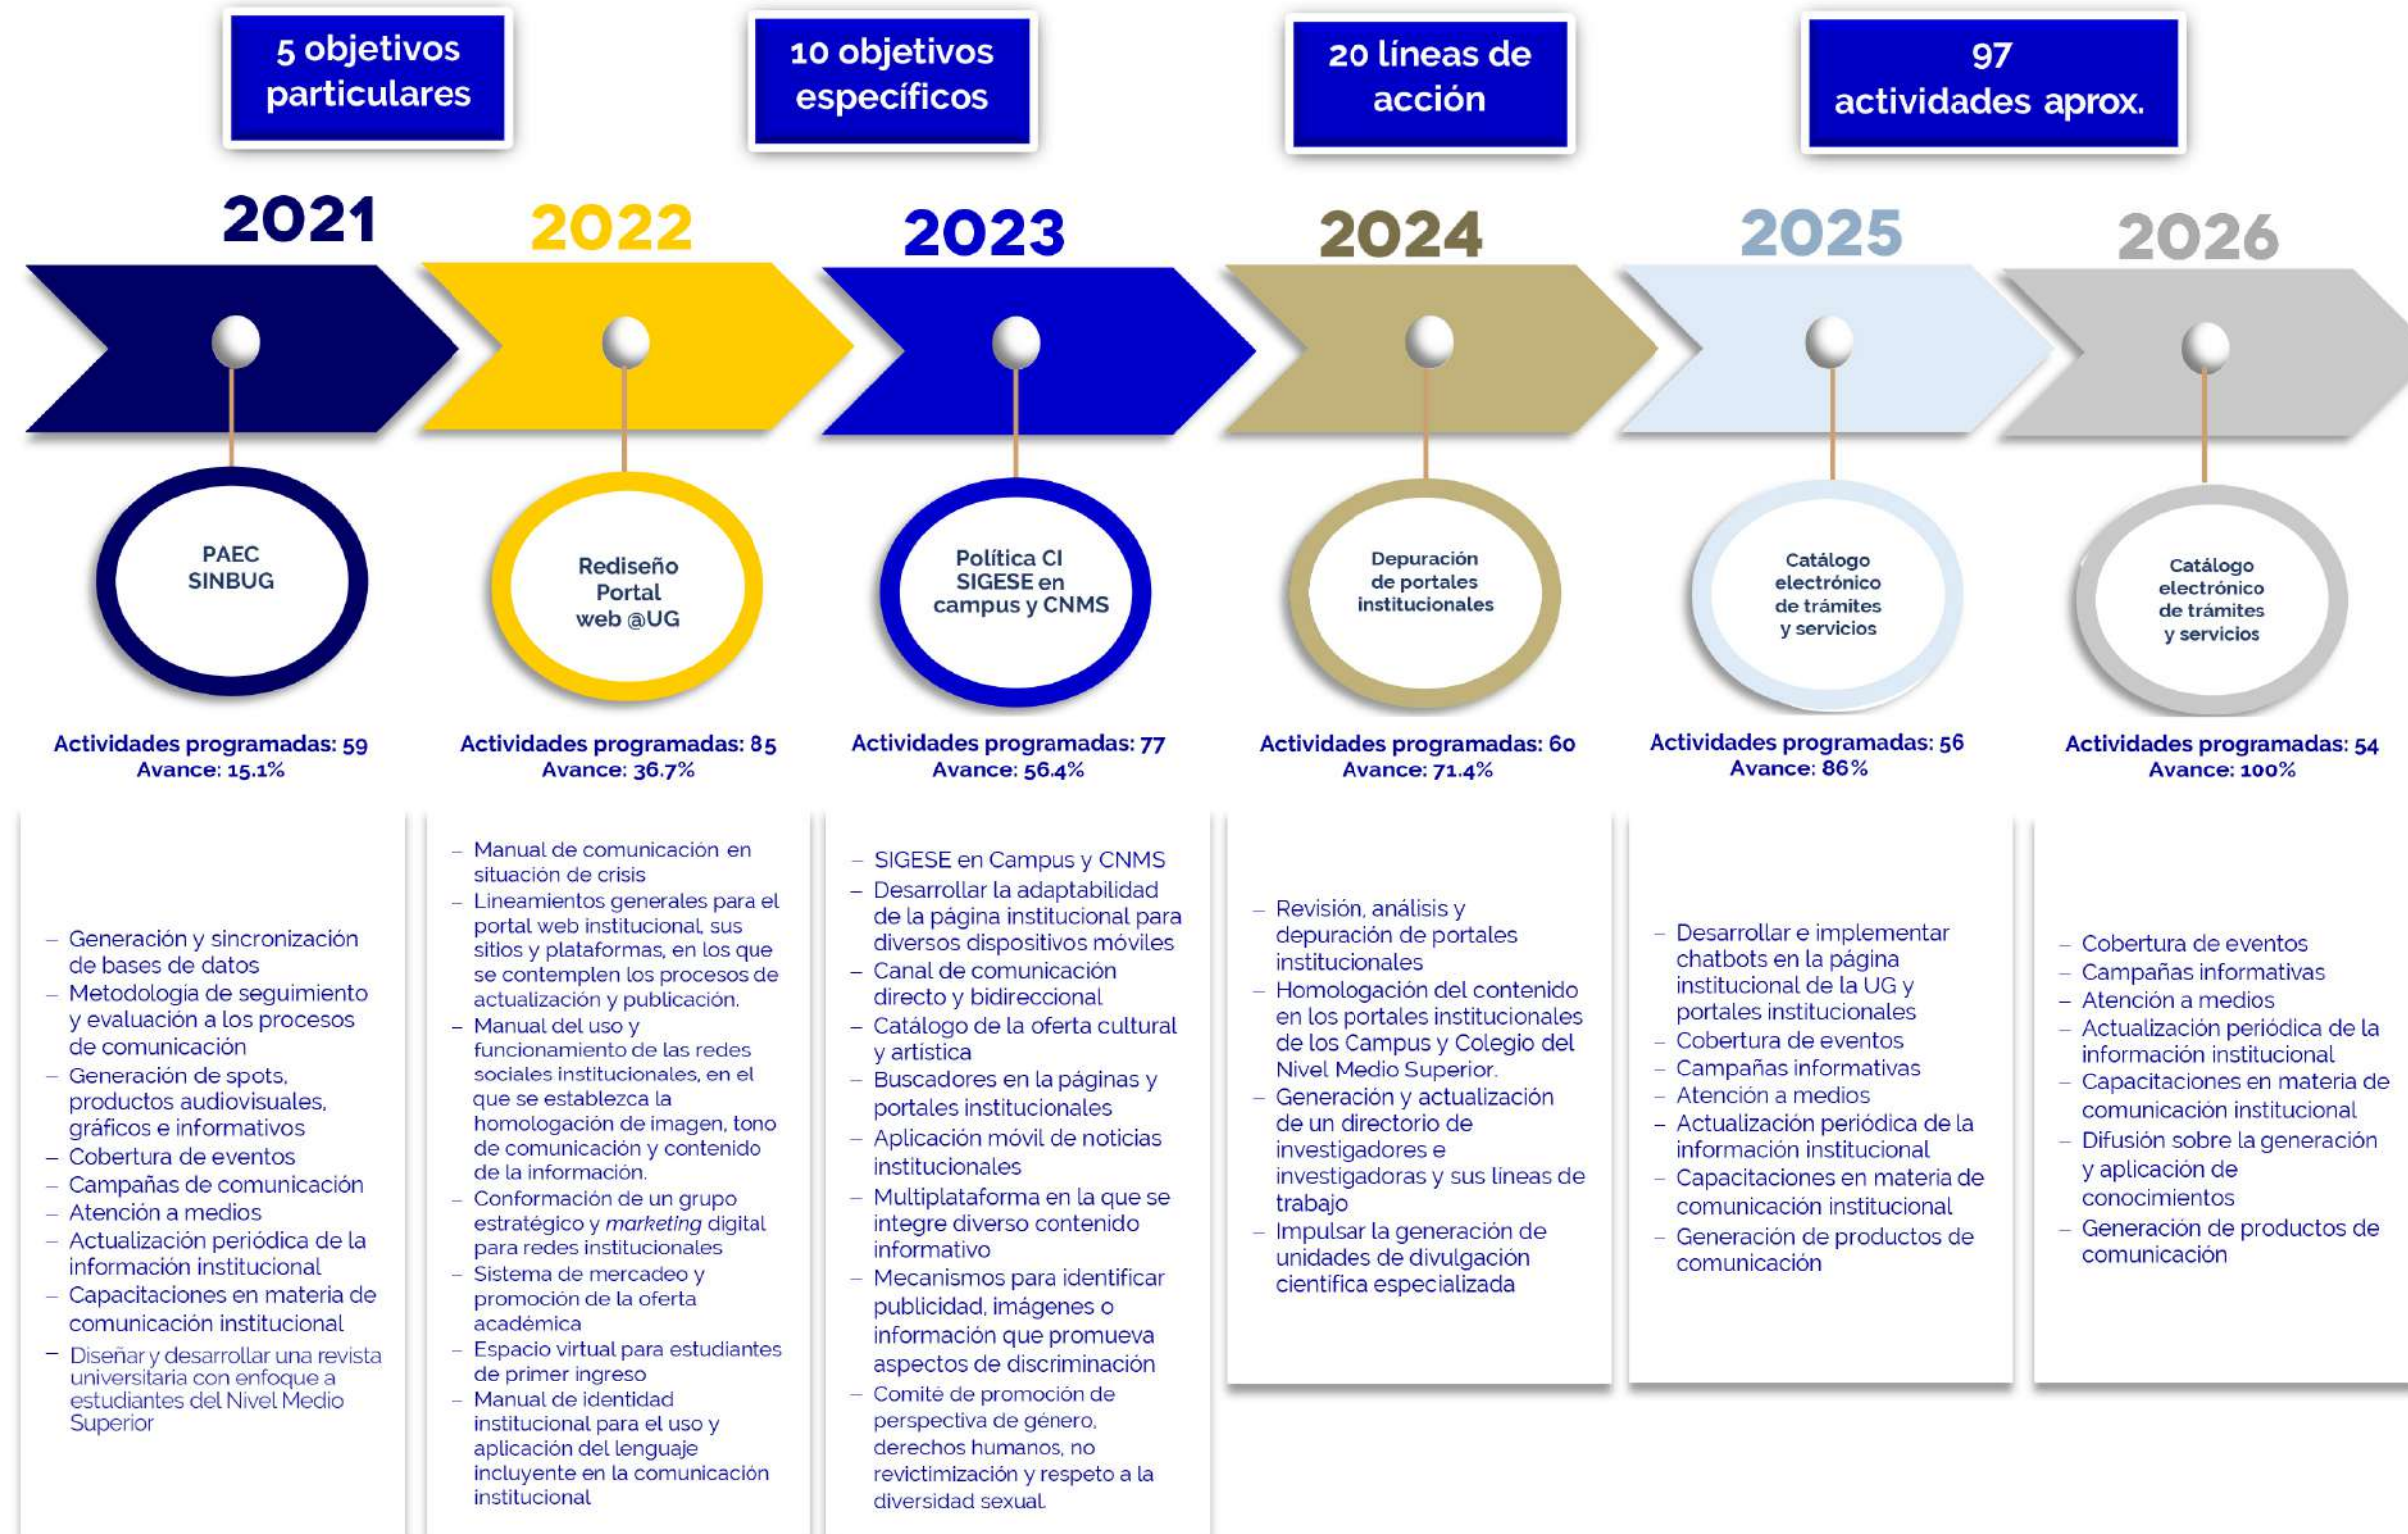 5 objetivos
particulares
10 objetivos
específicos
20 líneas de
acción
97
actividades aprox.
2021
2022
2023
2024
2025
2026
PAEC
SINBUG
Rediseño
Portal
web @UG
Política CI
SIGESE en
campus y CNMS
Depuración
de portales
institucionales
Catálogo
electrónico
de trámites
y servicios
Catálogo
electrónico
de trámites
y servicios
Actividades programadas: 59
Avance: 15.1%
Actividades programadas: 85
Avance: 36.7%
Actividades programadas: 77
Avance: 56.4%
Actividades programadas: 60
Avance: 71.4%
Actividades programadas: 56
Avance: 86%
Actividades programadas: 54
Avance: 100%
– Generación y sincronización
de bases de datos
– Metodología de seguimiento
y evaluación a los procesos
de comunicación
– Generación de spots,
productos audiovisuales,
gráficos e informativos
– Cobertura de eventos
– Campañas de comunicación
– Atención a medios
– Actualización periódica de la
información institucional
– Capacitaciones en materia de
comunicación institucional
– Diseñar y desarrollar una revista
universitaria con enfoque a
estudiantes del Nivel Medio
Superior
– Manual de comunicación en
situación de crisis
– Lineamientos generales para el
portal web institucional, sus
sitios y plataformas, en los que
se contemplen los procesos de
actualización y publicación.
– Manual del uso y
funcionamiento de las redes
sociales institucionales, en el
que se establezca la
homologación de imagen, tono
de comunicación y contenido
de la información.
– Conformación de un grupo
estratégico y marketing digital
para redes institucionales
– Sistema de mercadeo y
promoción de la oferta
académica
– Espacio virtual para estudiantes
de primer ingreso
– Manual de identidad
institucional para el uso y
aplicación del lenguaje
incluyente en la comunicación
institucional
– SIGESE en Campus y CNMS
– Desarrollar la adaptabilidad
de la página institucional para
diversos dispositivos móviles
– Canal de comunicación
directo y bidireccional
– Catálogo de la oferta cultural
y artística
– Buscadores en la páginas y
portales institucionales
– Aplicación móvil de noticias
institucionales
– Multiplataforma en la que se
integre diverso contenido
informativo
– Mecanismos para identificar
publicidad, imágenes o
información que promueva
aspectos de discriminación
– Comité de promoción de
perspectiva de género,
derechos humanos, no
revictimización y respeto a la
diversidad sexual.
– Revisión, análisis y
depuración de portales
institucionales
– Homologación del contenido
en los portales institucionales
de los Campus y Colegio del
Nivel Medio Superior.
– Generación y actualización
de un directorio de
investigadores e
investigadoras y sus líneas de
trabajo
– Impulsar la generación de
unidades de divulgación
científica especializada
– Desarrollar e implementar
chatbots en la página
institucional de la UG y
portales institucionales
– Cobertura de eventos
– Campañas informativas
– Atención a medios
– Actualización periódica de la
información institucional
– Capacitaciones en materia de
comunicación institucional
– Generación de productos de
comunicación
– Cobertura de eventos
– Campañas informativas
– Atención a medios
– Actualización periódica de la
información institucional
– Capacitaciones en materia de
comunicación institucional
– Difusión sobre la generación
y aplicación de
conocimientos
– Generación de productos de
comunicación